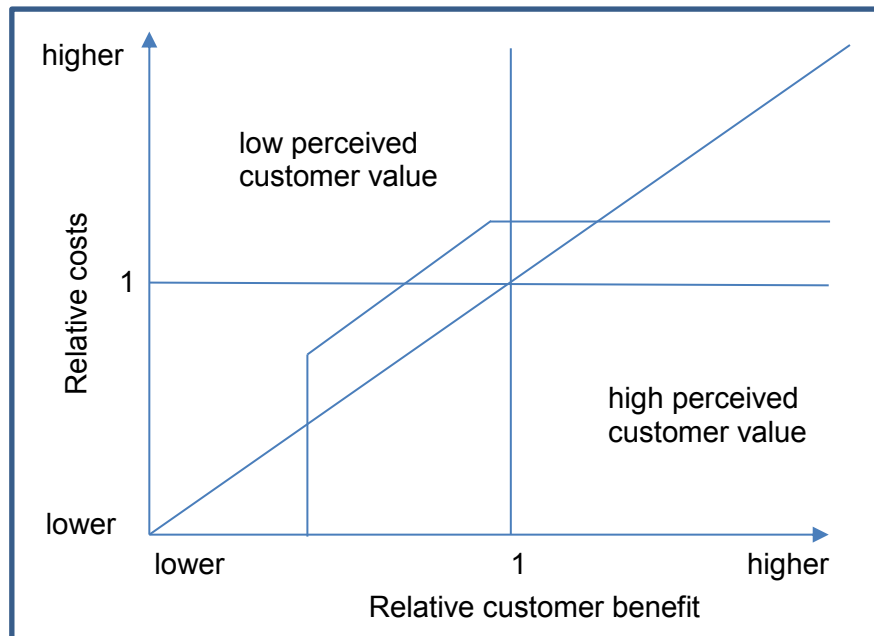 higher
low perceived
customer value
Relative costs
1
high perceived
customer value
lower
lower
1
higher
Relative customer benefit